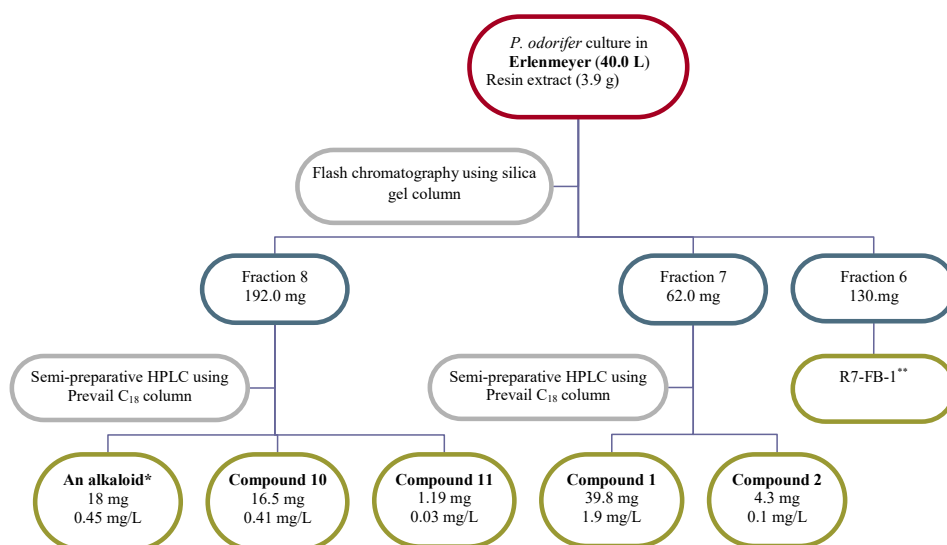 P. odorifer culture in
Erlenmeyer (40.0 L)
Resin extract (3.9 g)
Flash chromatography using silica
gel column
Fraction 8
192.0 mg
Fraction 7
62.0 mg
Fraction 6
130.mg
Semi-preparative HPLC using
Prevail C₁₈ column
Semi-preparative HPLC using
Prevail C₁₈ column
R7-FB-1**
An alkaloid*
18 mg
0.45 mg/L
Compound 10
16.5 mg
0.41 mg/L
Compound 11
1.19 mg
0.03 mg/L
Compound 1
39.8 mg
1.9 mg/L
Compound 2
4.3 mg
0.1 mg/L